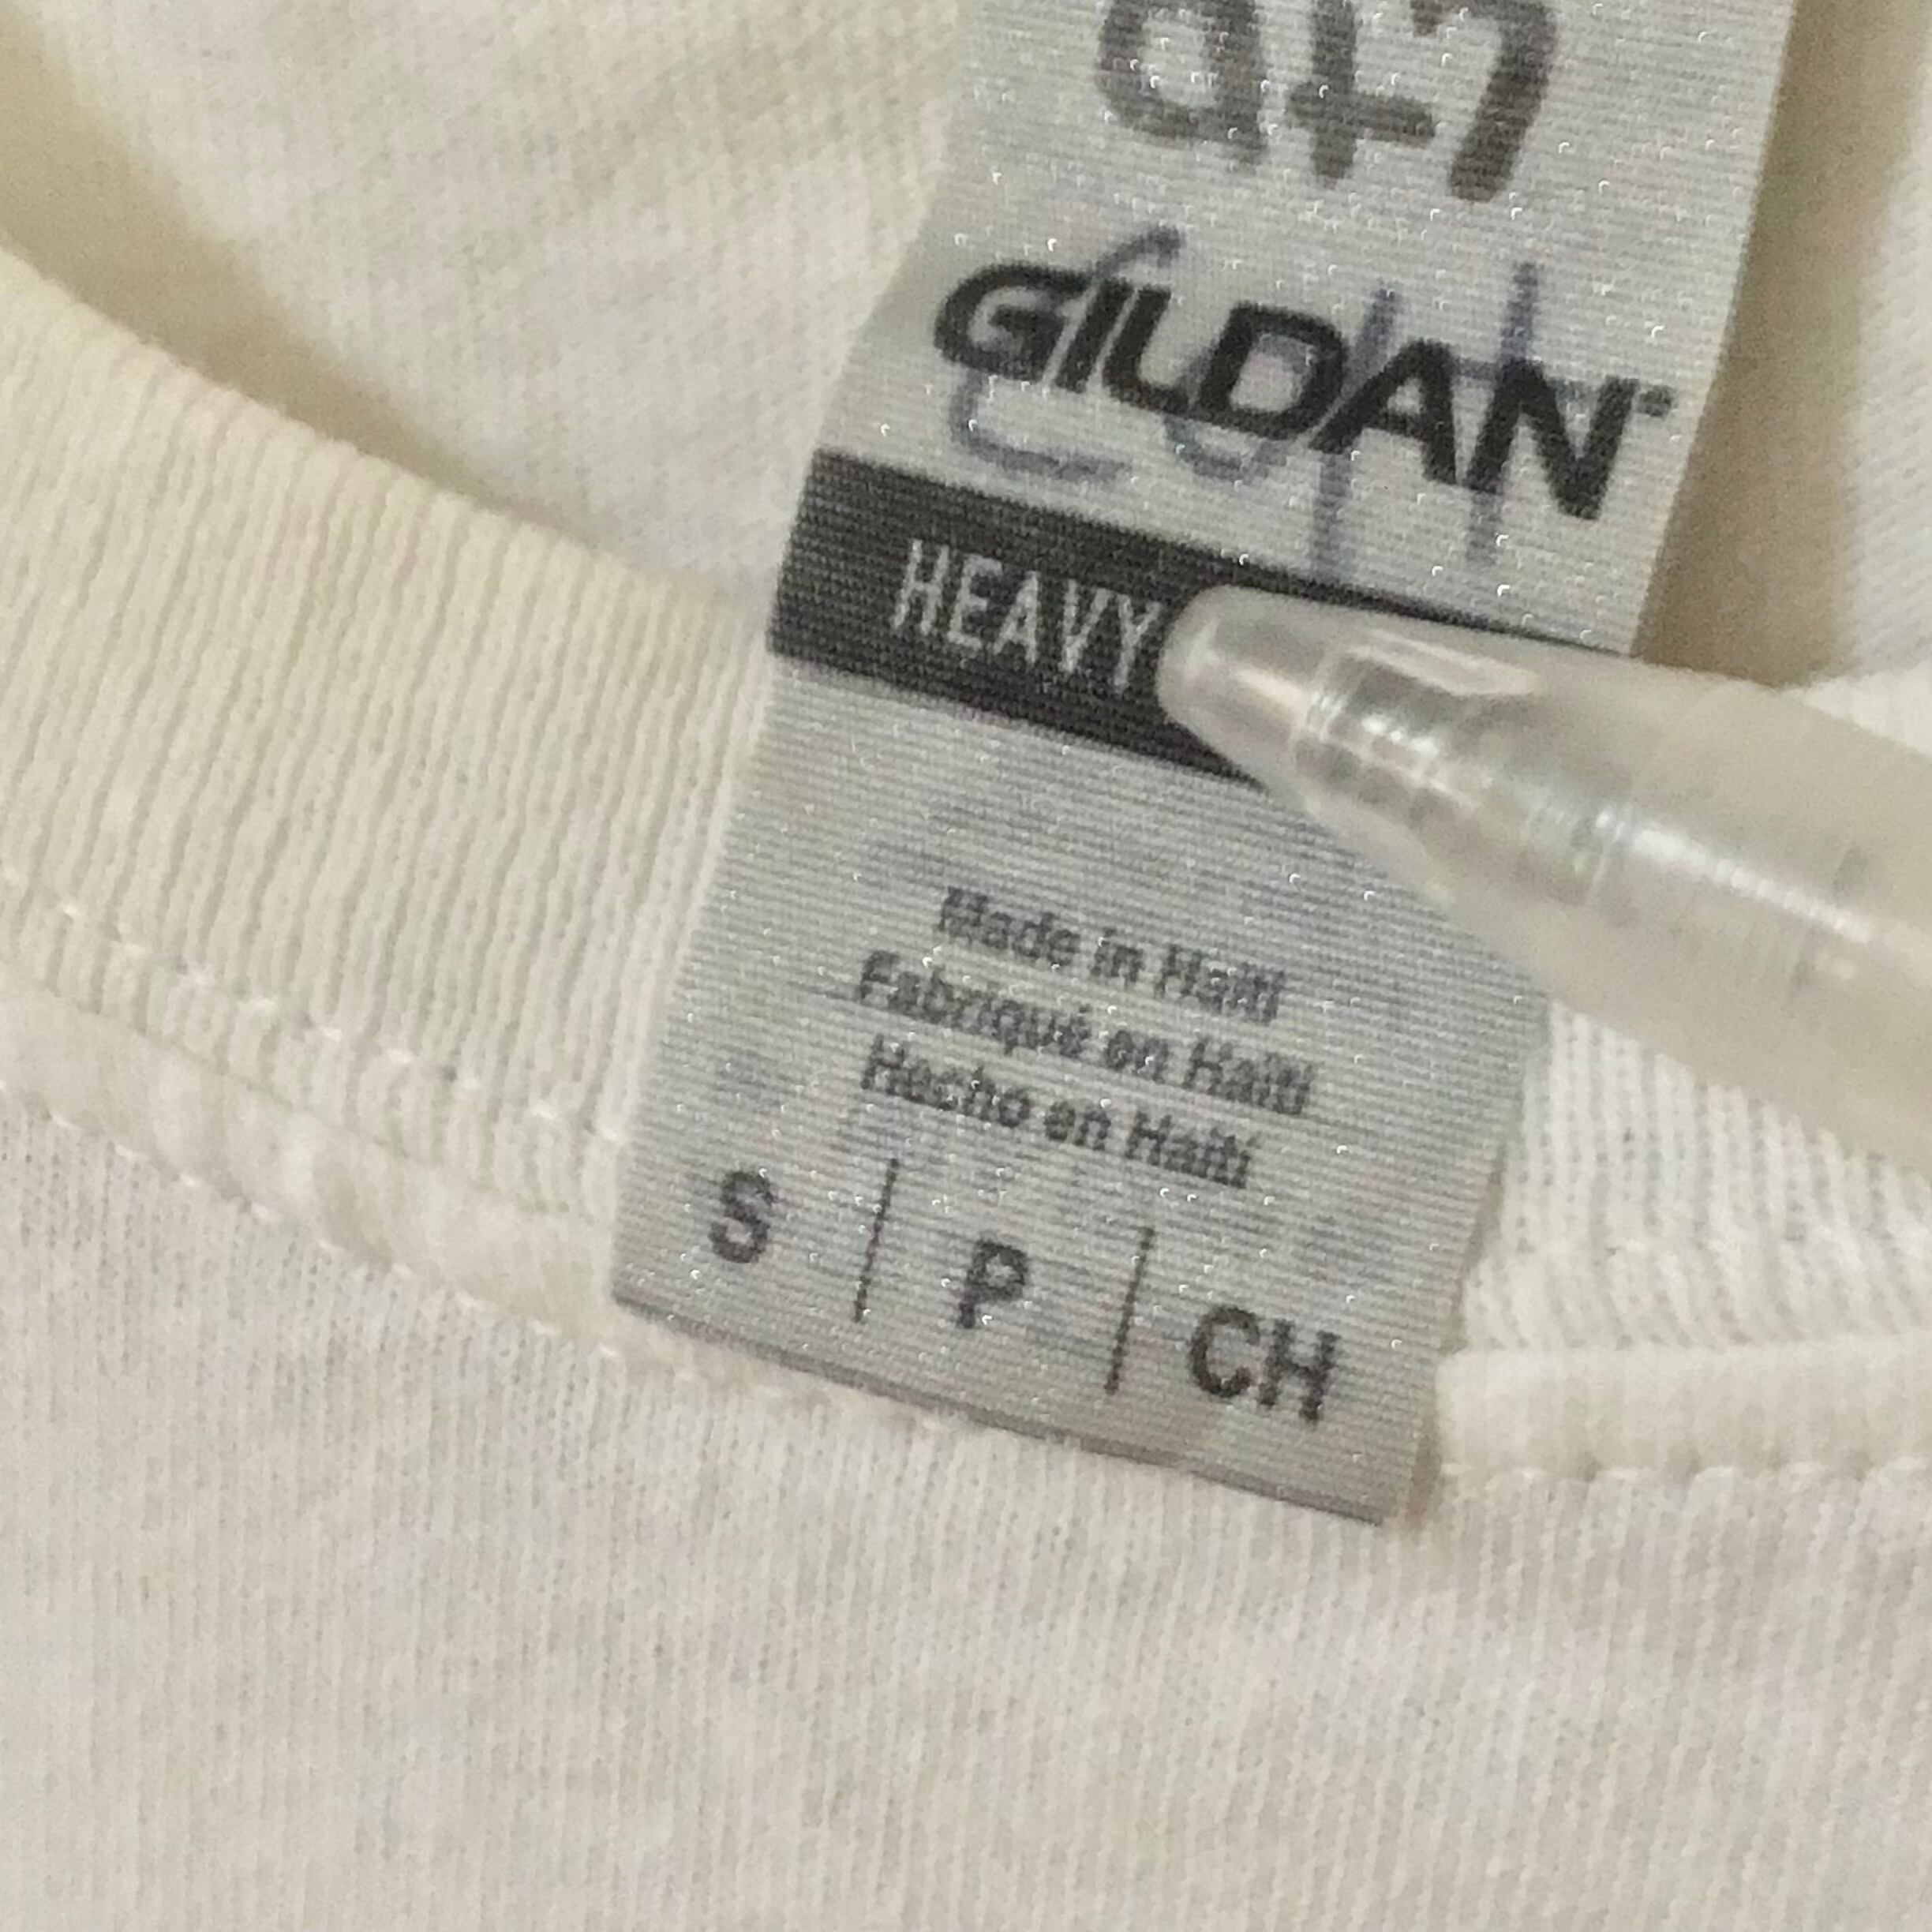 GILDAN
HEAVY
Made in Haiti
Fabriqué en Haïti
Hecho en Haití
S | P | CH